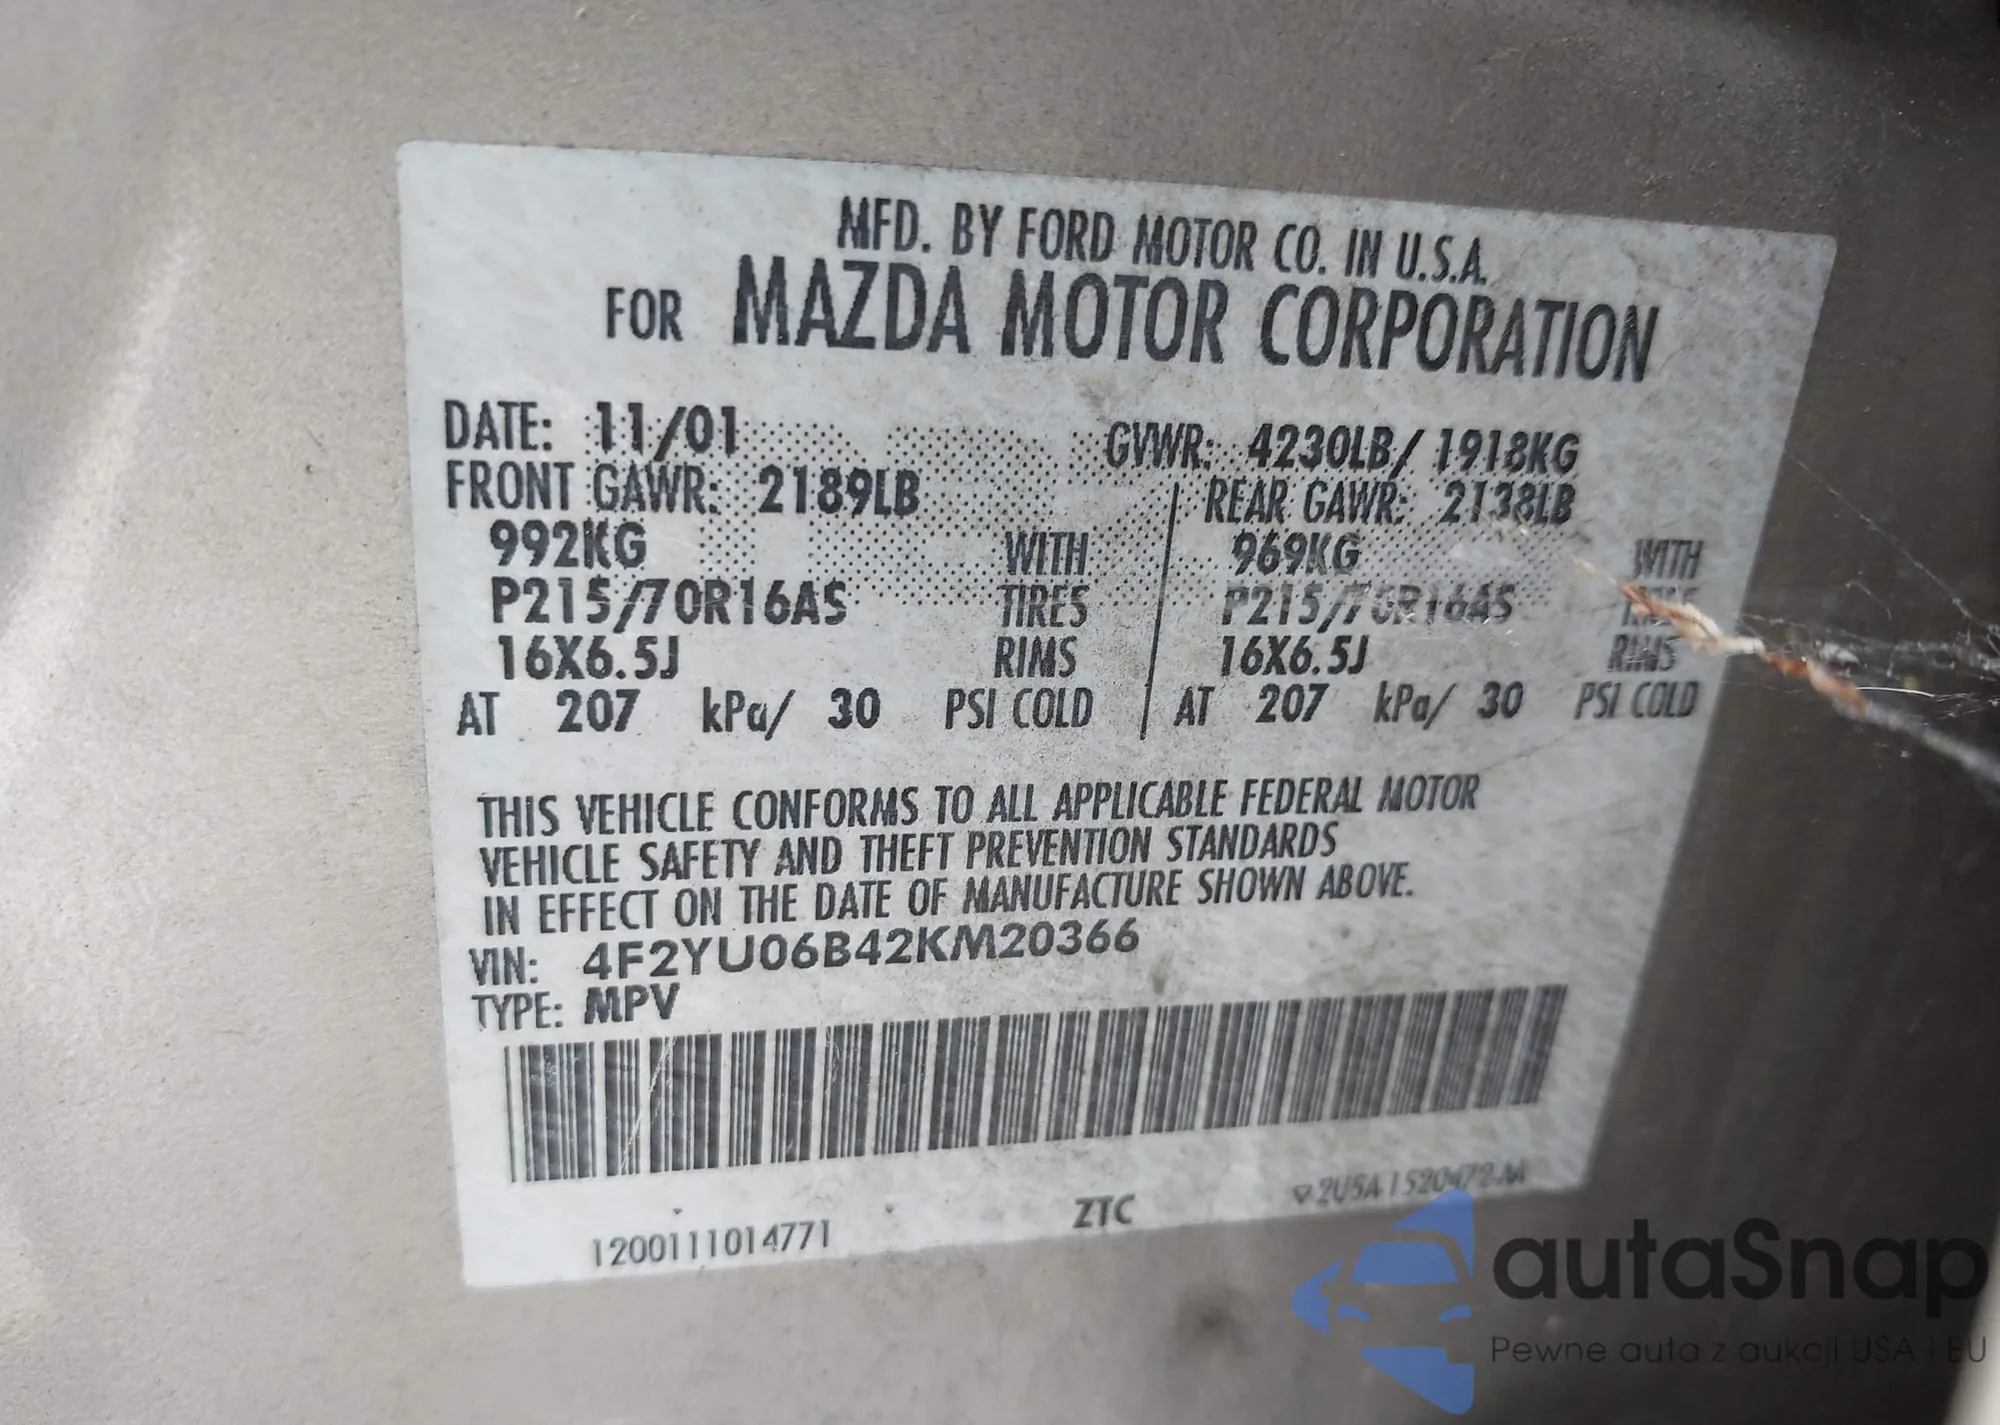 MFD. BY FORD MOTOR CO. IN U.S.A.
FOR MAZDA MOTOR CORPORATION
DATE: 11/01 GVWR: 4230LB/ 1918KG
FRONT GAWR: 2189LB REAR GAWR: 2138LB
992KG WITH 969KG WITH
P215/70R16AS TIRES P215/70R16AS TIRES
16X6.5J RIMS 16X6.5J RIMS
AT 207 kPa/ 30 PSI COLD AT 207 kPa/ 30 PSI COLD
THIS VEHICLE CONFORMS TO ALL APPLICABLE FEDERAL MOTOR
VEHICLE SAFETY AND THEFT PREVENTION STANDARDS
IN EFFECT ON THE DATE OF MANUFACTURE SHOWN ABOVE.
VIN: 4F2YU06B42KM20366
TYPE: MPV
1200111014771 ZTC
autaSnap
Pewne auta z aukcji USA i EU